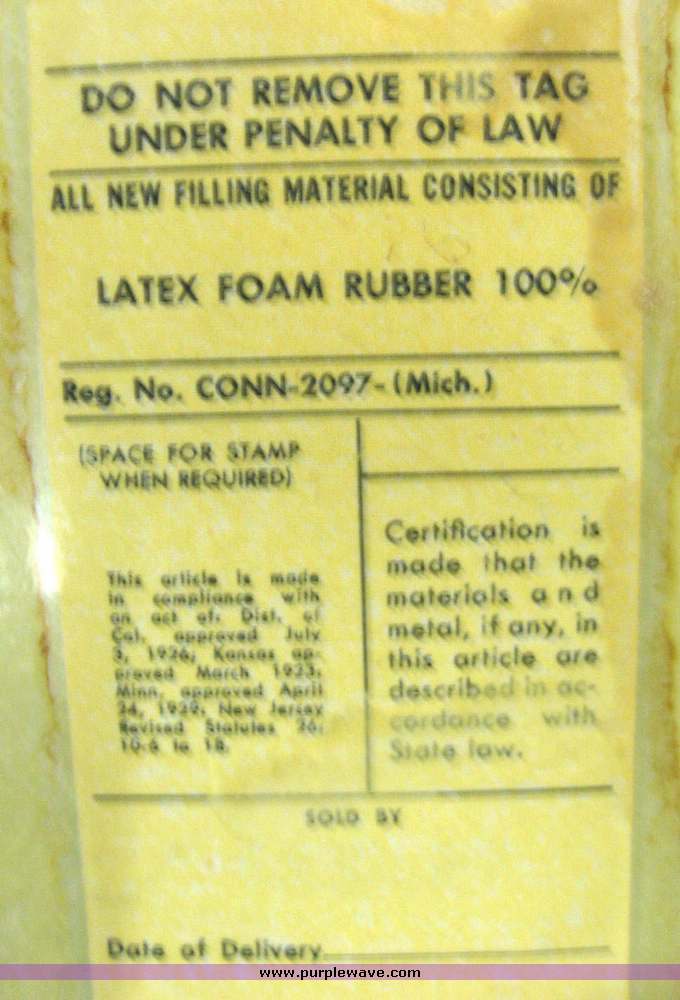 DO NOT REMOVE THIS TAG
UNDER PENALTY OF LAW
ALL NEW FILLING MATERIAL CONSISTING OF
LATEX FOAM RUBBER 100%
Reg. No. CONN-2097-(Mich.)
(SPACE FOR STAMP
WHEN REQUIRED)
This article is made
in compliance with
an act of: Dist. of
Col. approved July
3, 1926; Kansas ap-
proved March 1923;
Minn. approved April
24, 1929; New Jersey
Revised Statutes 26:
10-6 to 18.
Certification is
made that the
materials and
metal, if any, in
this article are
described in ac-
cordance with
State law.
SOLD BY
Date of Delivery
www.purplewave.com